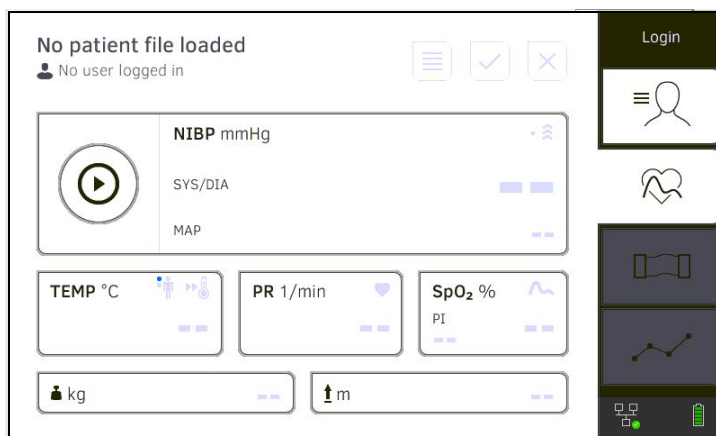 No patient file loaded
No user logged in
Login
NIBP mmHg
SYS/DIA
-- --
MAP
--
TEMP °C
--
PR 1/min
--
SpO₂ %
PI
--
--
kg
--
m
--